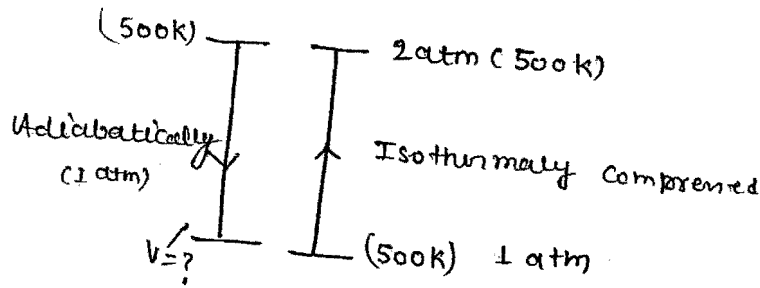 (500k)
2atm (500k)
Adiabatically
(1 atm)
Isothermaly compressed
V=?
(500k) 1 atm